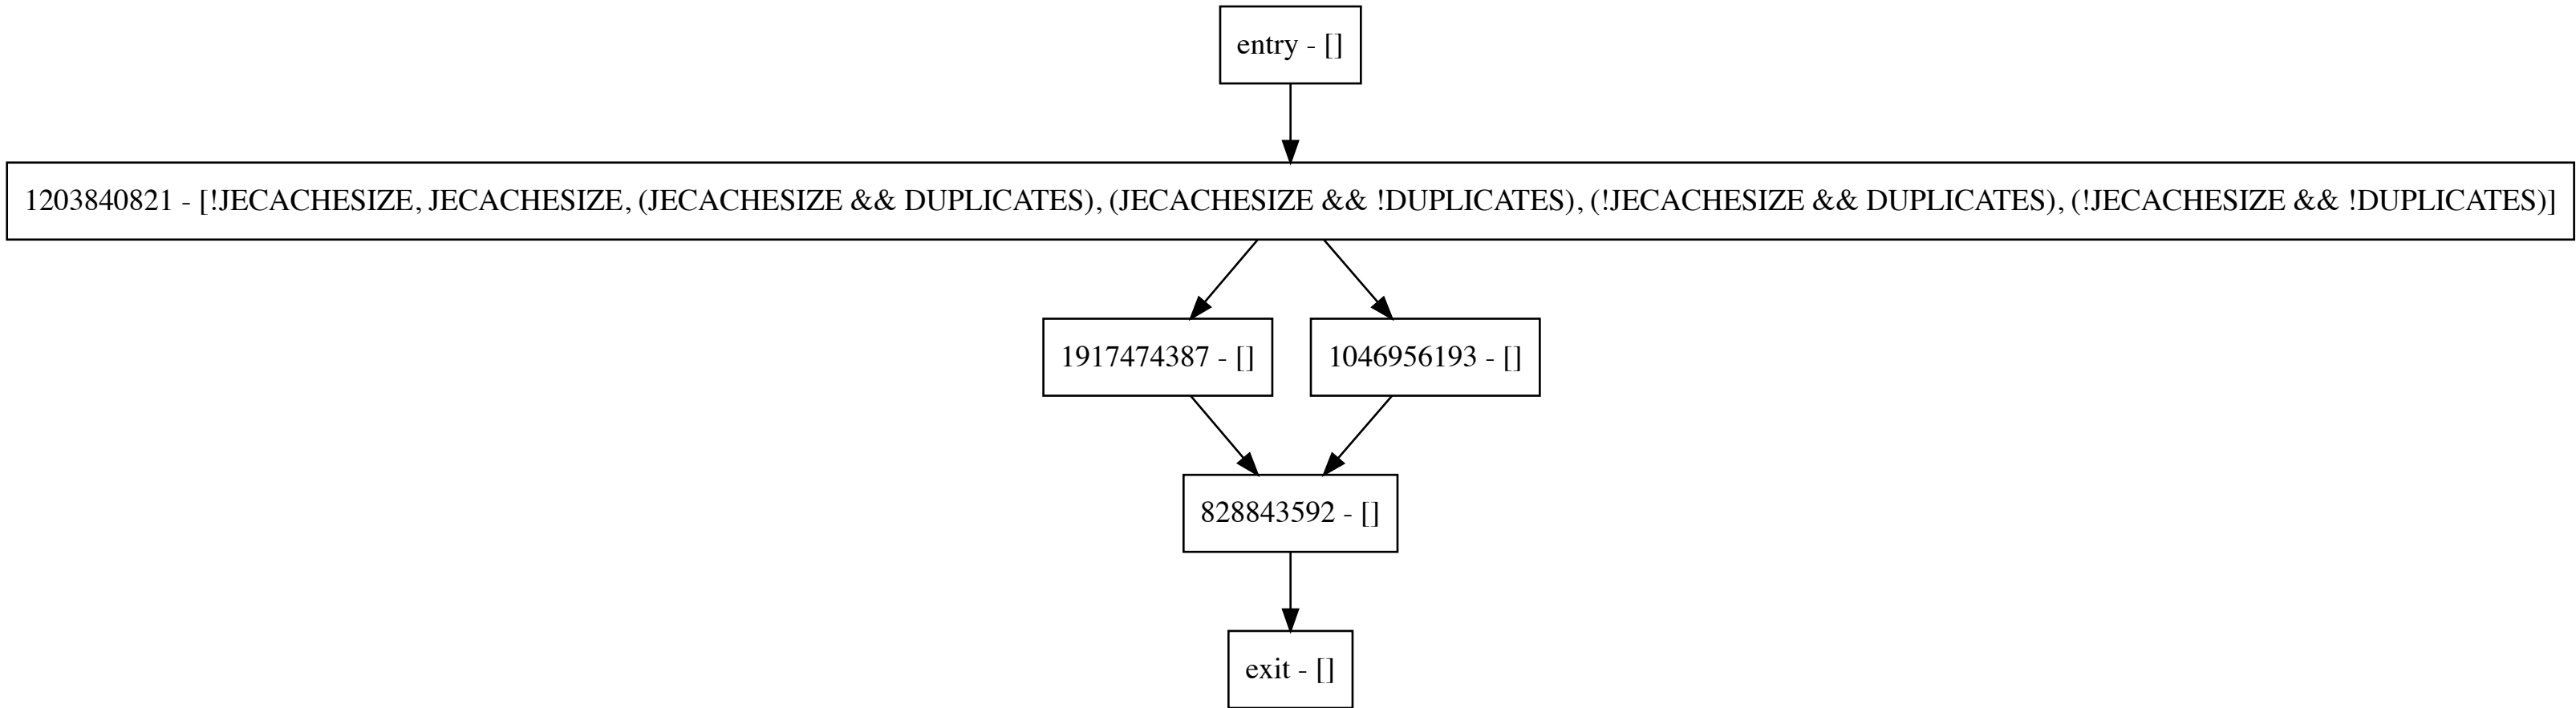 entry - []
1203840821 - [!JECACHESIZE, JECACHESIZE, (JECACHESIZE && DUPLICATES), (JECACHESIZE && !DUPLICATES), (!JECACHESIZE && DUPLICATES), (!JECACHESIZE && !DUPLICATES)]
1917474387 - []
1046956193 - []
828843592 - []
exit - []